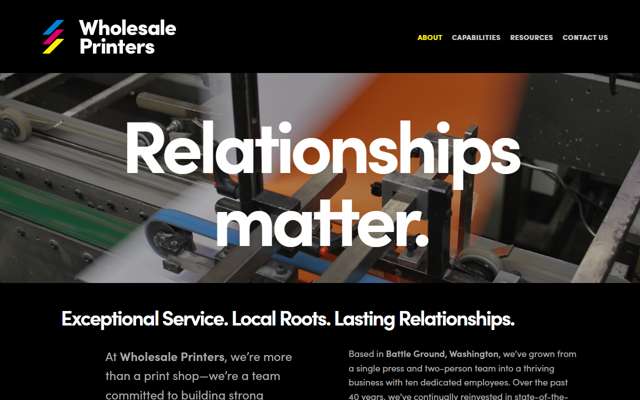 Wholesale
Printers
ABOUT CAPABILITIES RESOURCES CONTACT US
Relationships
matter.
Exceptional Service. Local Roots. Lasting Relationships.
At Wholesale Printers, we’re more
than a print shop—we’re a team
committed to building strong
Based in Battle Ground, Washington, we’ve grown from
a single press and two-person team into a thriving
business with ten dedicated employees. Over the past
40 years, we’ve continually reinvested in state-of-the-